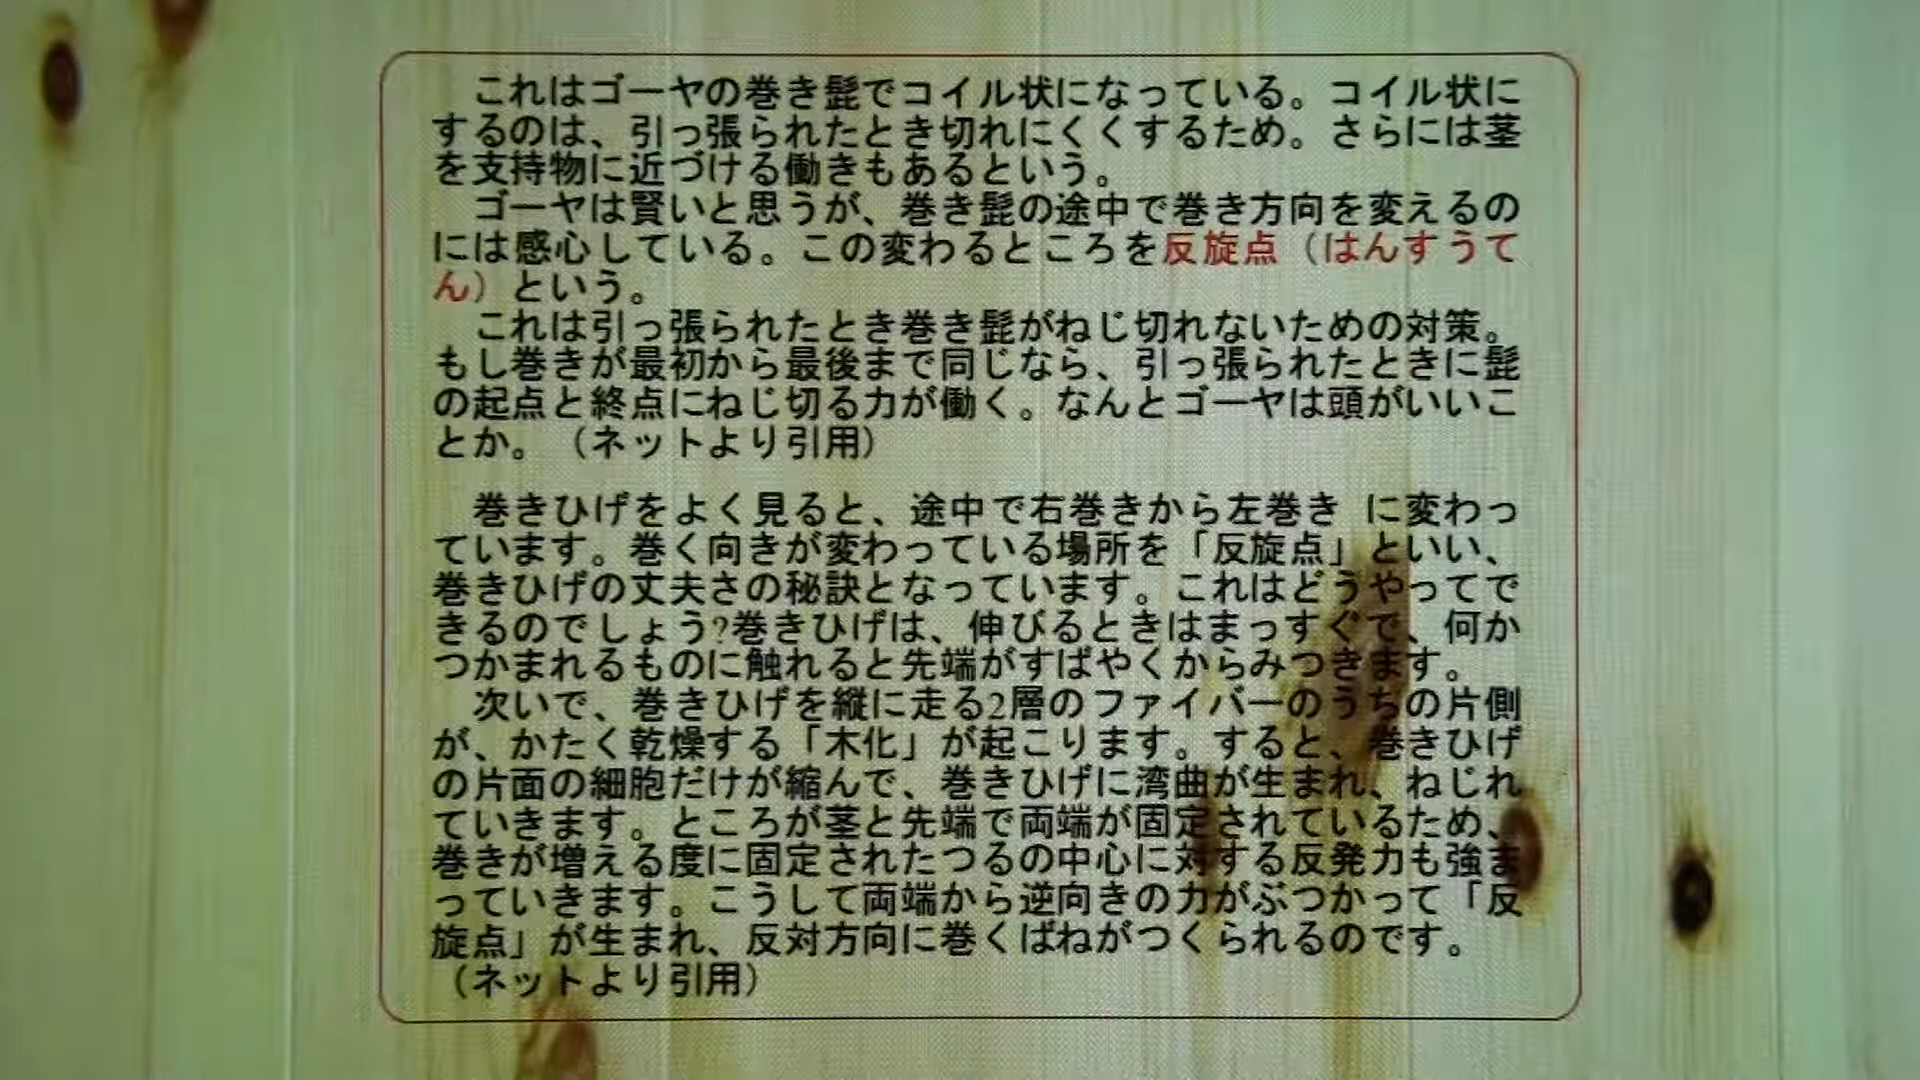 これはゴーヤの巻き髭でコイル状になっている。コイル状に
するのは、引っ張られたとき切れにくくするため。さらには茎
を支持物に近づける働きもあるという。
ゴーヤは賢いと思うが、巻き髭の途中で巻き方向を変えるの
には感心している。この変わるところを反旋点（はんすうて
ん）という。
これは引っ張られたとき巻き髭がねじ切れないための対策。
もし巻きが最初から最後まで同じなら、引っ張られたときに髭
の起点と終点にねじ切る力が働く。なんとゴーヤは頭がいいこ
とか。（ネットより引用）
巻きひげをよく見ると、途中で右巻きから左巻き に変わっ
ています。巻く向きが変わっている場所を「反旋点」といい、
巻きひげの丈夫さの秘訣となっています。これはどうやってで
きるのでしょう?巻きひげは、伸びるときはまっすぐで、何か
つかまれるものに触れると先端がすばやくからみつきます。
次いで、巻きひげを縦に走る2層のファイバーのうちの片側
が、かたく乾燥する「木化」が起こります。すると、巻きひげ
の片面の細胞だけが縮んで、巻きひげに湾曲が生まれ、ねじれ
ていきます。ところが茎と先端で両端が固定されているため、
巻きが増える度に固定されたつるの中心に対する反発力も強ま
っていきます。こうして両端から逆向きの力がぶつかって「反
旋点」が生まれ、反対方向に巻くばねがつくられるのです。
（ネットより引用）